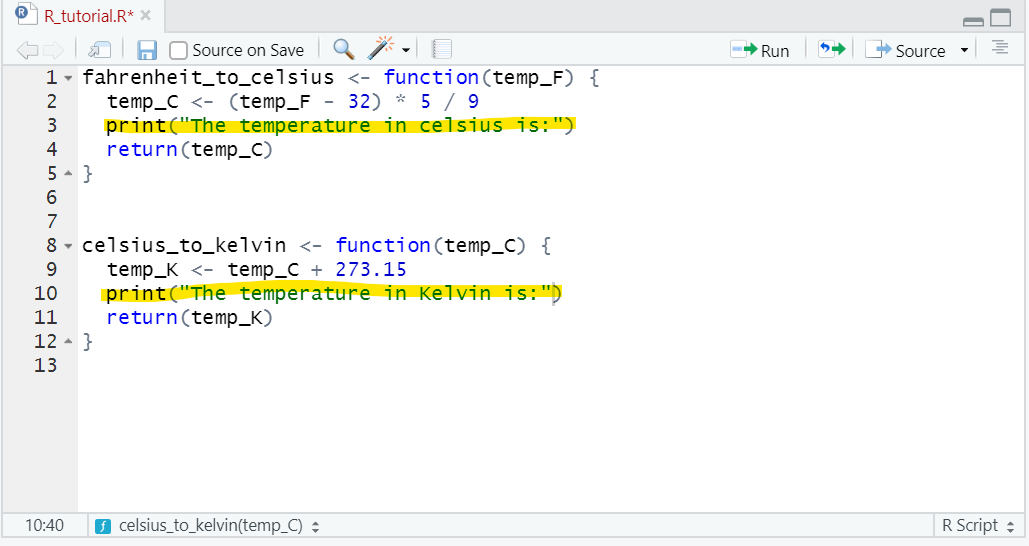 R_tutorial.R*
Source on Save
Run
Source
1 fahrenheit_to_celsius <- function(temp_F) {
2   temp_C <- (temp_F - 32) * 5 / 9
3   print("The temperature in celsius is:")
4   return(temp_C)
5 }
6
7
8 celsius_to_kelvin <- function(temp_C) {
9   temp_K <- temp_C + 273.15
10   print("The temperature in Kelvin is:")
11   return(temp_K)
12 }
13
10:40 celsius_to_kelvin(temp_C) R Script